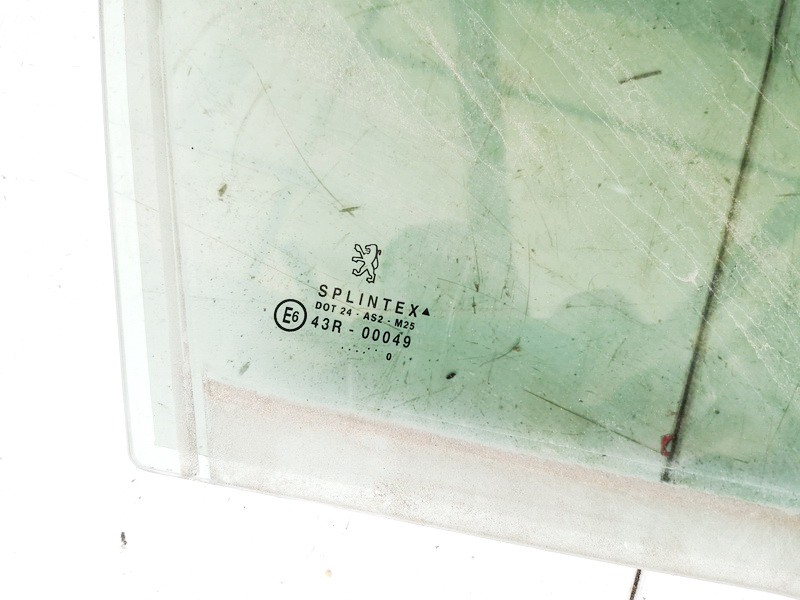 SPLINTEX▲
DOT 24 - AS2 - M25
E6 43R - 00049
...... 0